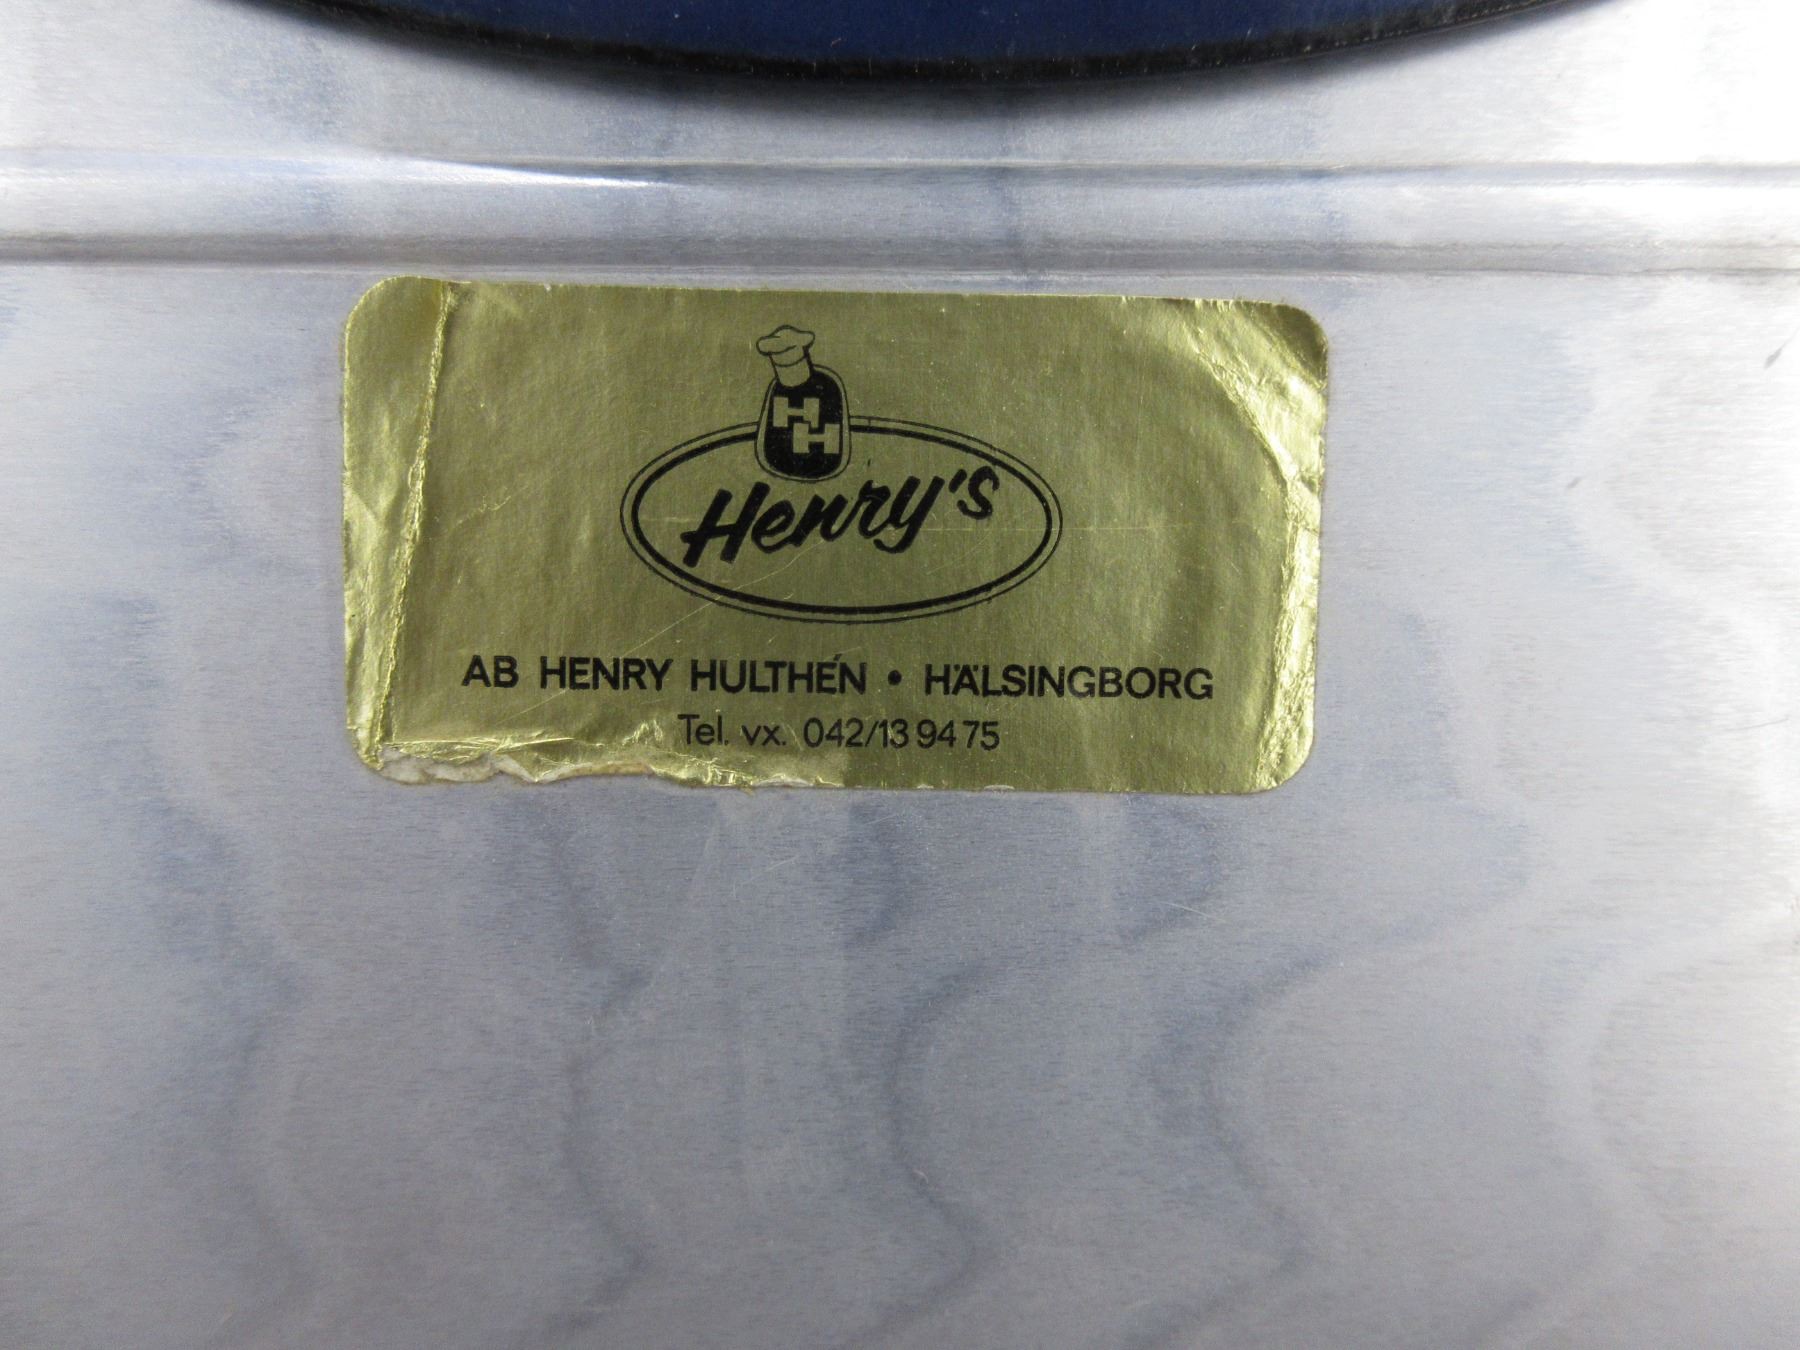 HH
Henry's
AB HENRY HULTHÉN • HÄLSINGBORG
Tel. vx. 042/13 94 75